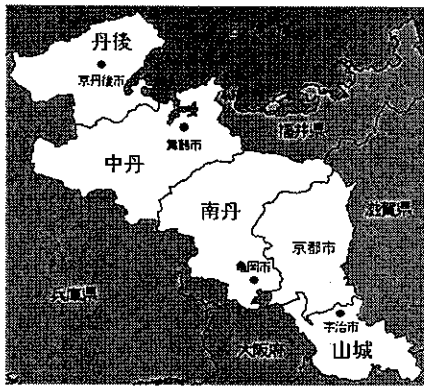 丹後
京丹後市
舞鶴市
福井県
中丹
南丹
滋賀県
京都市
亀岡市
兵庫県
宇治市
大阪府
山城